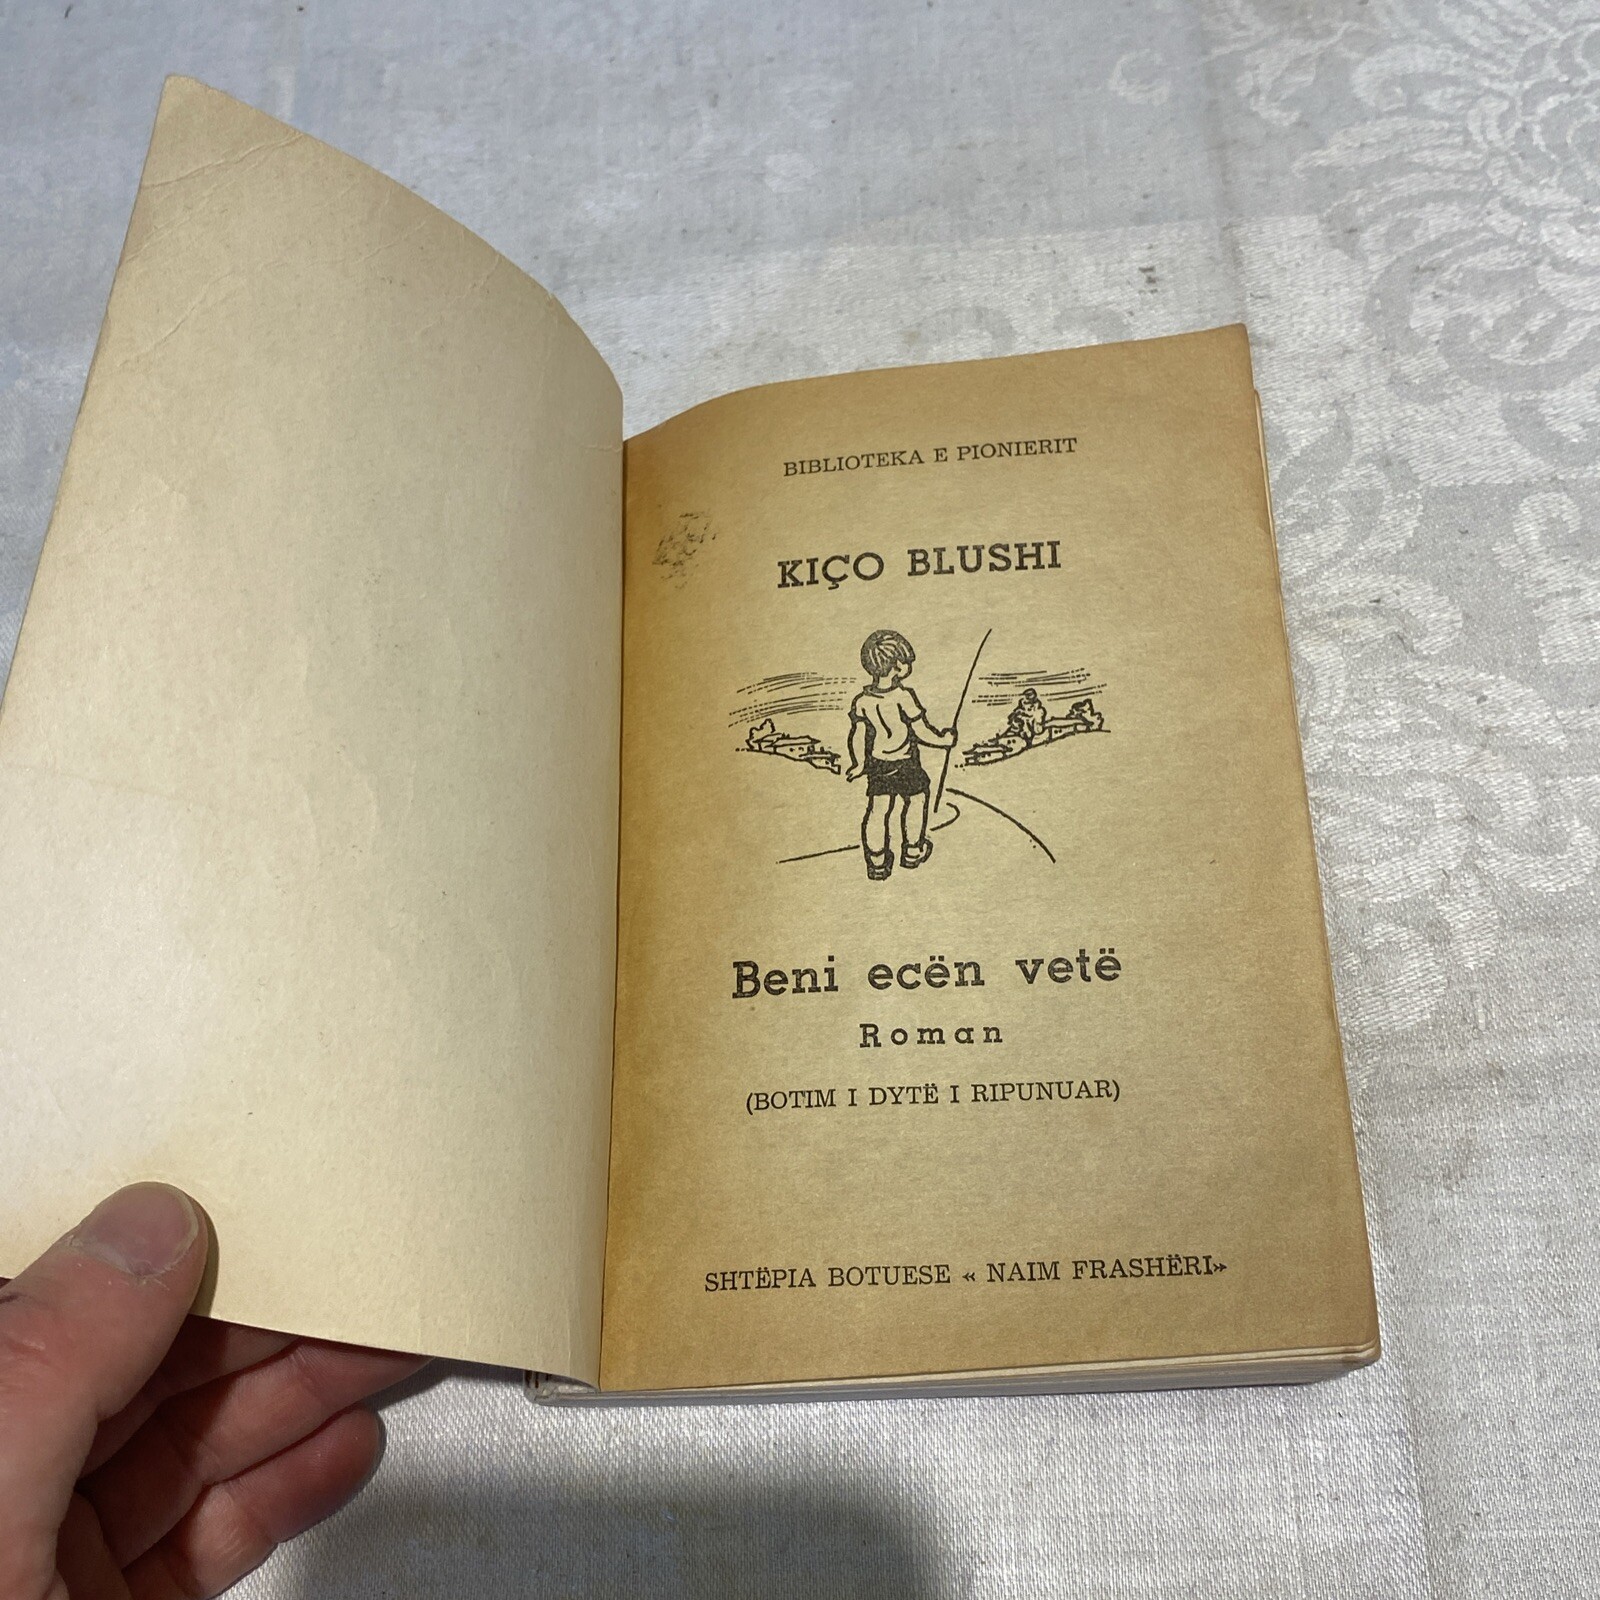 BIBLIOTEKA E PIONIERIT
KIÇO BLUSHI
Beni ecën vetë
Roman
(BOTIM I DYTË I RIPUNUAR)
SHTËPIA BOTUESE « NAIM FRASHËRI»